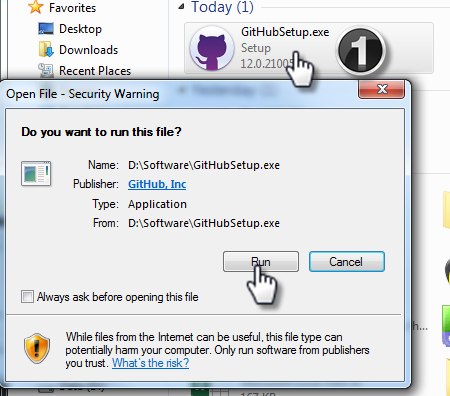 Favorites
Desktop
Downloads
Recent Places
Today (1)
GitHubSetup.exe
Setup
12.0.21005
1
Open File - Security Warning
Do you want to run this file?
Name: D:\Software\GitHubSetup.exe
Publisher: GitHub, Inc
Type: Application
From: D:\Software\GitHubSetup.exe
Run
Cancel
Always ask before opening this file
While files from the Internet can be useful, this file type can
potentially harm your computer. Only run software from publishers
you trust. What's the risk?
167 KB